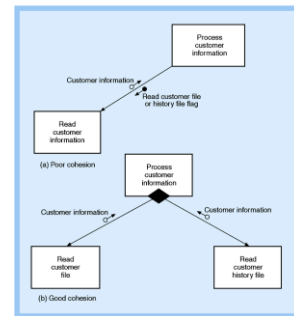 Process
customer
information
Customer information
Read customer file
or history file flag
Read
customer
information
(a) Poor cohesion
Process
customer
information
Customer information
Customer information
Read
customer
file
Read
customer
history file
(b) Good cohesion